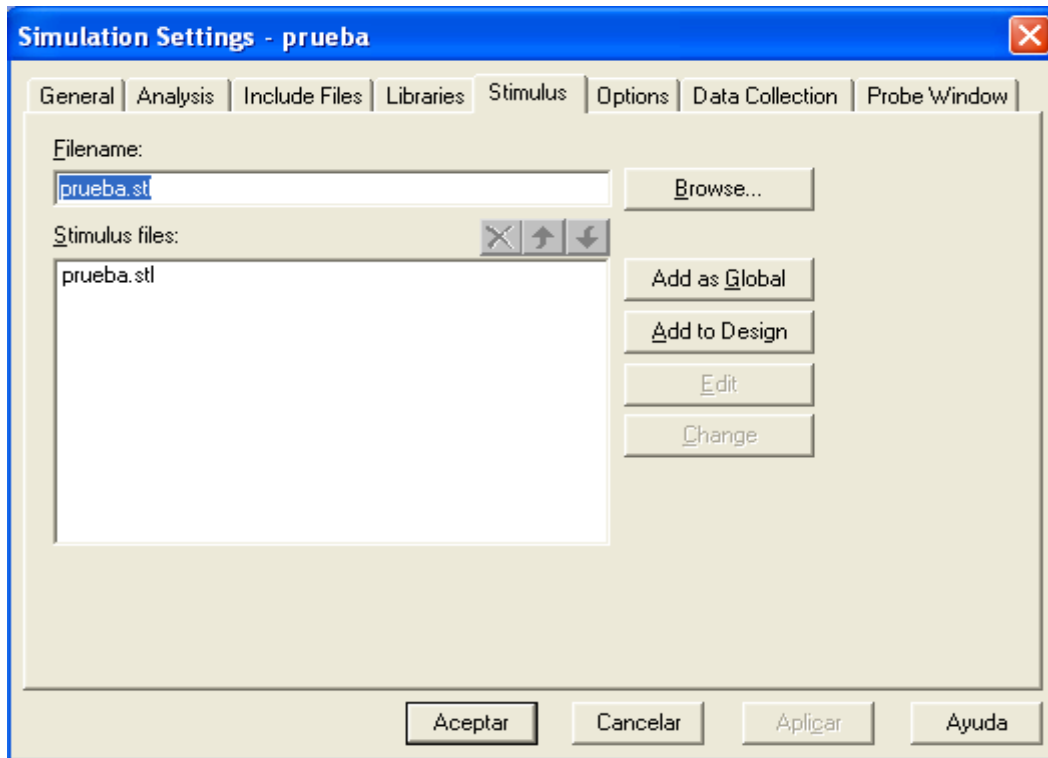 Simulation Settings - prueba
General Analysis Include Files Libraries Stimulus Options Data Collection Probe Window
Filename:
prueba.stl
Browse...
Stimulus files:
prueba.stl
Add as Global
Add to Design
Edit
Change
Aceptar Cancelar Aplicar Ayuda